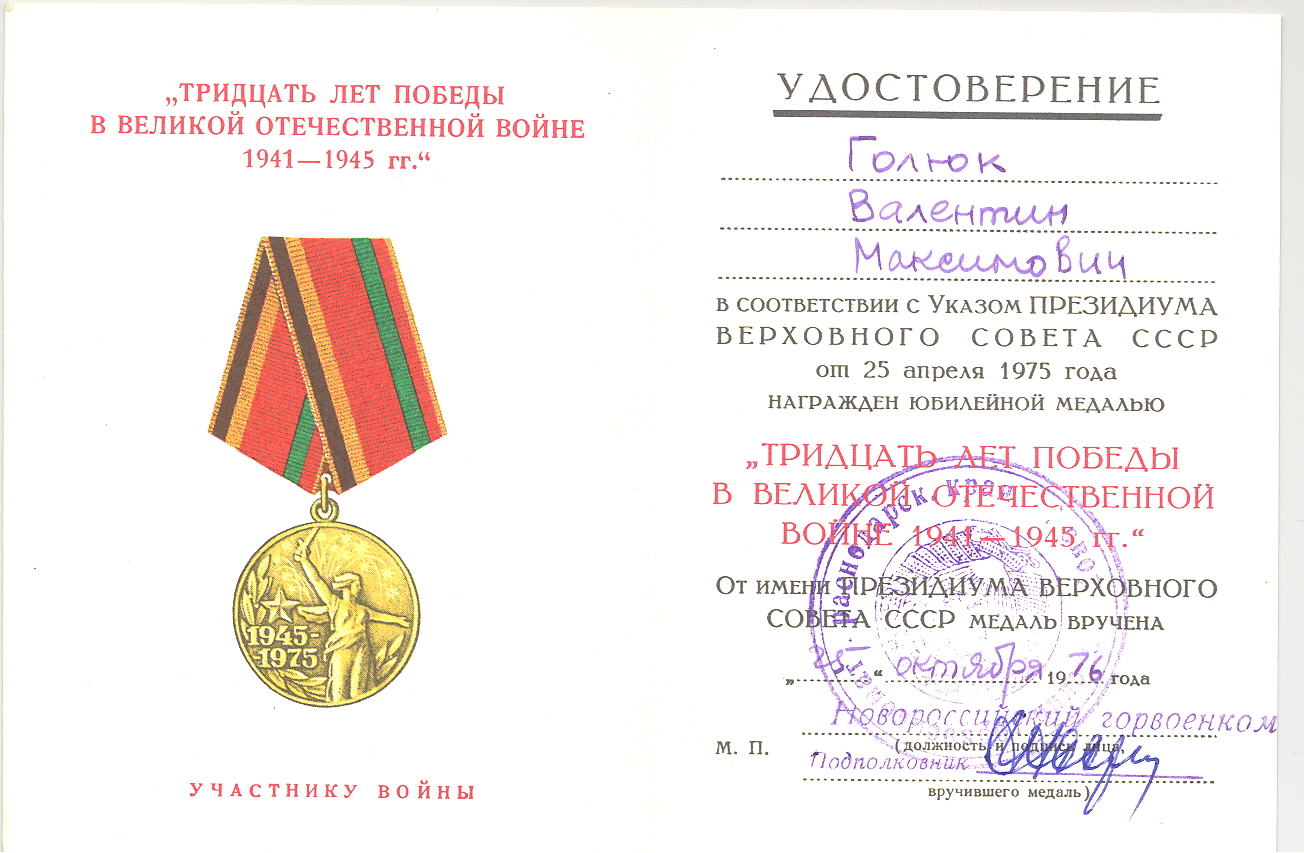 „ТРИДЦАТЬ ЛЕТ ПОБЕДЫ
В ВЕЛИКОЙ ОТЕЧЕСТВЕННОЙ ВОЙНЕ
1941—1945 гг.“
1945-
-1975
УЧАСТНИКУ ВОЙНЫ
УДОСТОВЕРЕНИЕ
Голюк
Валентин
Максимович
В СООТВЕТСТВИИ С УКАЗОМ ПРЕЗИДИУМА
ВЕРХОВНОГО СОВЕТА СССР
от 25 апреля 1975 года
НАГРАЖДЕН ЮБИЛЕЙНОЙ МЕДАЛЬЮ
„ТРИДЦАТЬ ЛЕТ ПОБЕДЫ
В ВЕЛИКОЙ ОТЕЧЕСТВЕННОЙ
ВОЙНЕ 1941—1945 гг.“
ОТ ИМЕНИ ПРЕЗИДИУМА ВЕРХОВНОГО
СОВЕТА СССР МЕДАЛЬ ВРУЧЕНА
„25“ октября 1976 года
Новороссийский горвоенком
М. П.
(должность и подпись лица,
Подполковник
вручившего медаль)
Краснодарск. края